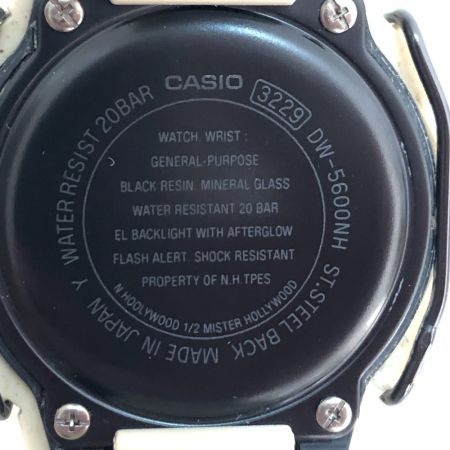 CASIO 3229 DW-5600NH ST.STEEL BACK MADE IN JAPAN Y WATER RESIST 20BAR
WATCH, WRIST :
GENERAL-PURPOSE
BLACK RESIN. MINERAL GLASS
WATER RESISTANT 20 BAR
EL BACKLIGHT WITH AFTERGLOW
FLASH ALERT. SHOCK RESISTANT
PROPERTY OF N.H.TPES
N HOOLYWOOD 1/2 MISTER HOLLYWOOD